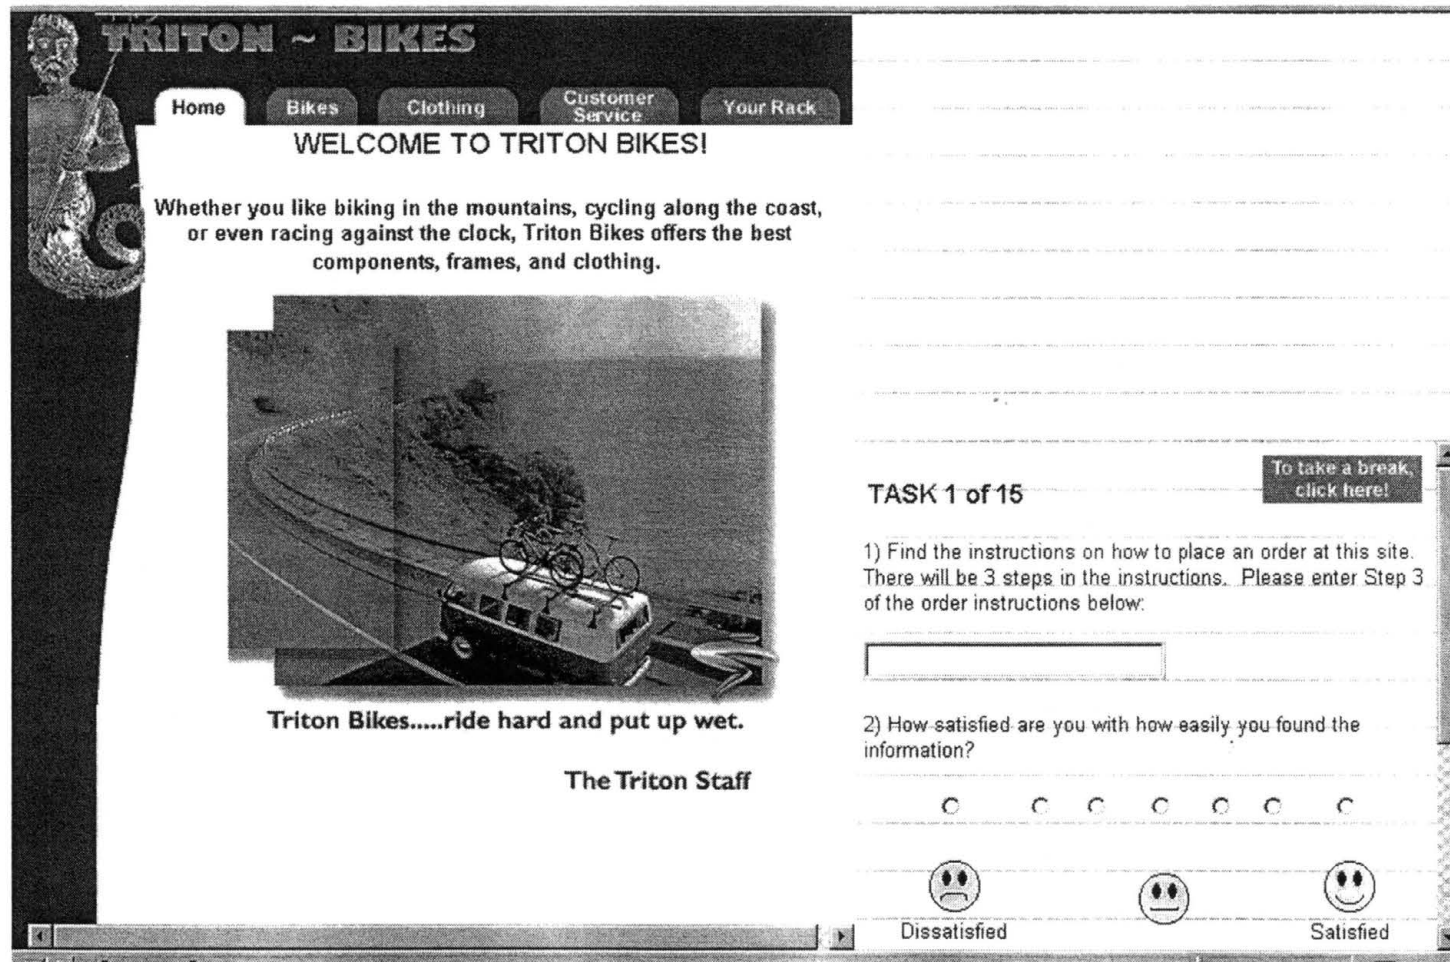 TRITON ~ BIKES
Home
Bikes
Clothing
Customer
Service
Your Rack
WELCOME TO TRITON BIKES!
Whether you like biking in the mountains, cycling along the coast,
or even racing against the clock, Triton Bikes offers the best
components, frames, and clothing.
Triton Bikes.....ride hard and put up wet.
The Triton Staff
To take a break,
click here!
TASK 1 of 15
1) Find the instructions on how to place an order at this site.
There will be 3 steps in the instructions. Please enter Step 3
of the order instructions below:
2) How satisfied are you with how easily you found the
information?
Dissatisfied
Satisfied